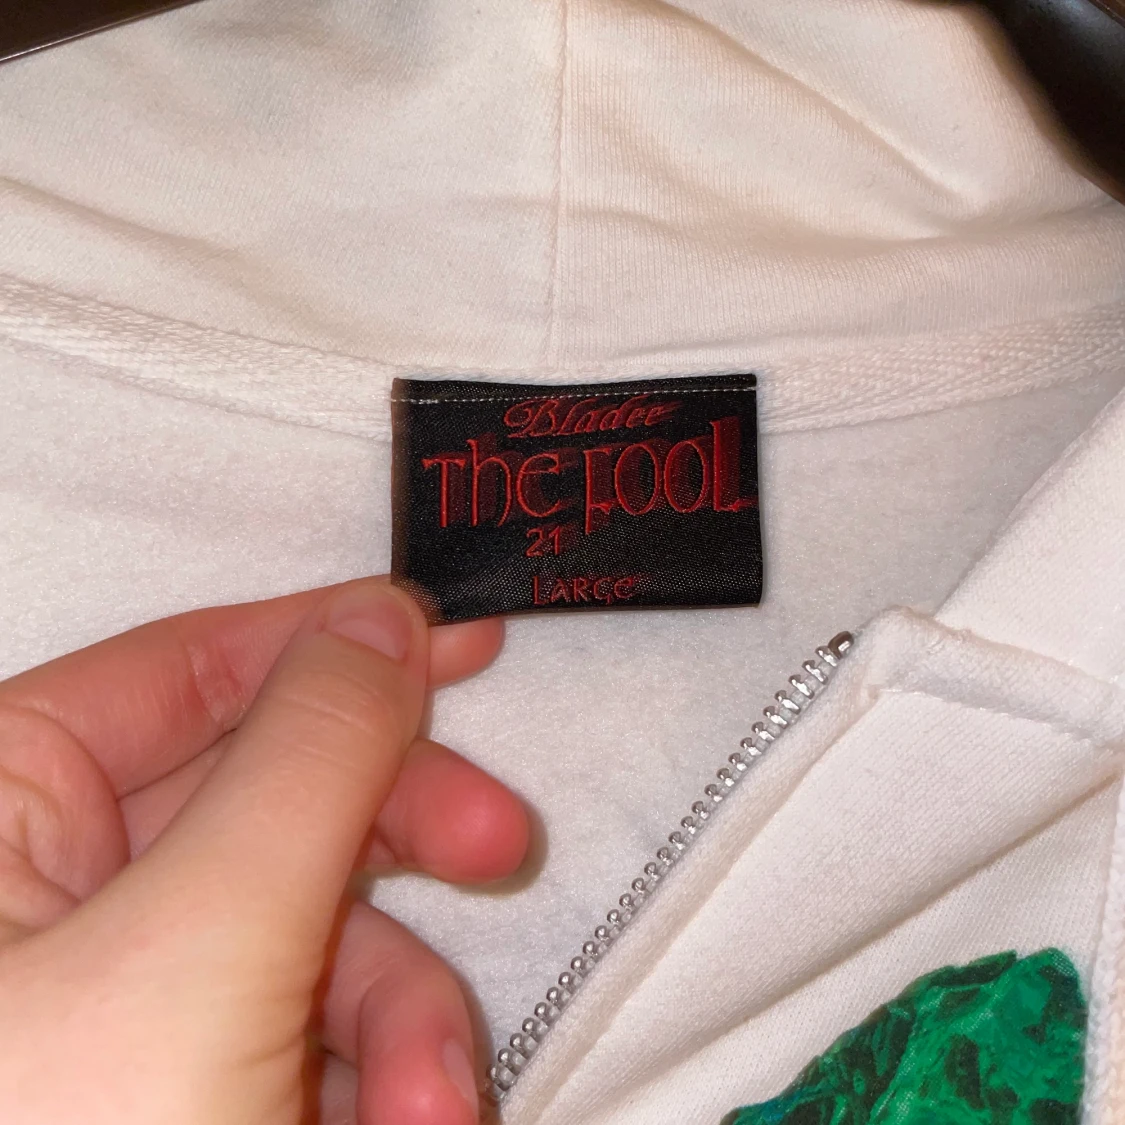 Bladee
The Fool
21
Large